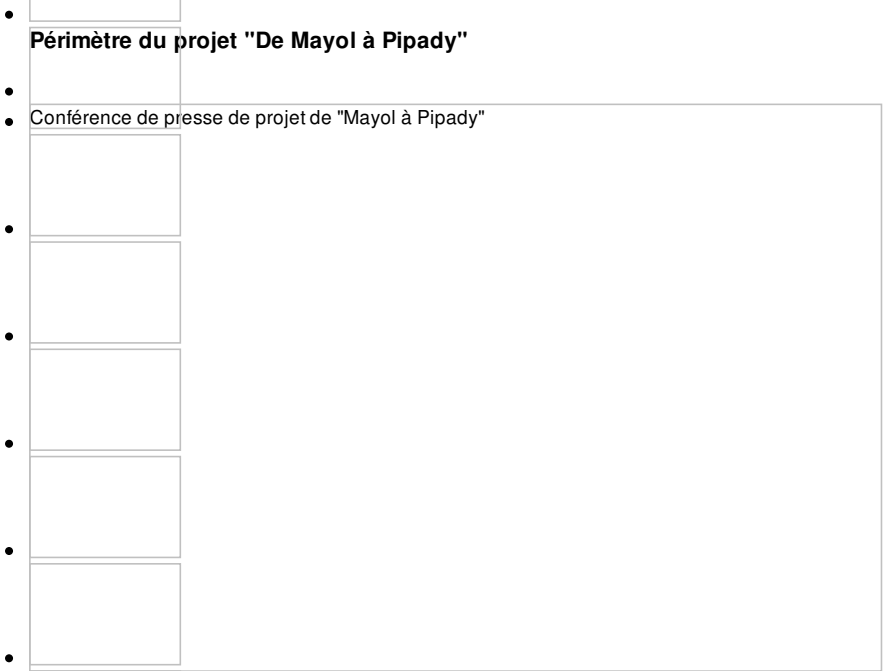 Périmètre du projet "De Mayol à Pipady"
Conférence de presse de projet de "Mayol à Pipady"